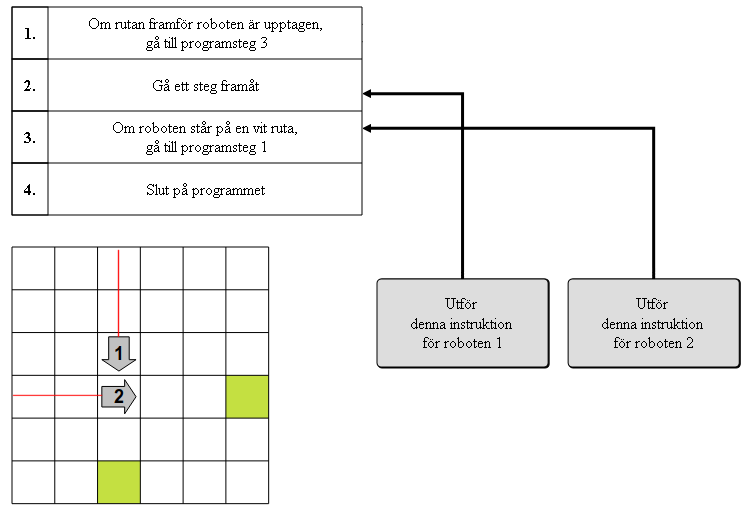 1.
Om rutan framför roboten är upptagen,
gå till programsteg 3
2.
Gå ett steg framåt
3.
Om roboten står på en vit ruta,
gå till programsteg 1
4.
Slut på programmet
Utför
denna instruktion
för roboten 1
Utför
denna instruktion
för roboten 2
1
2